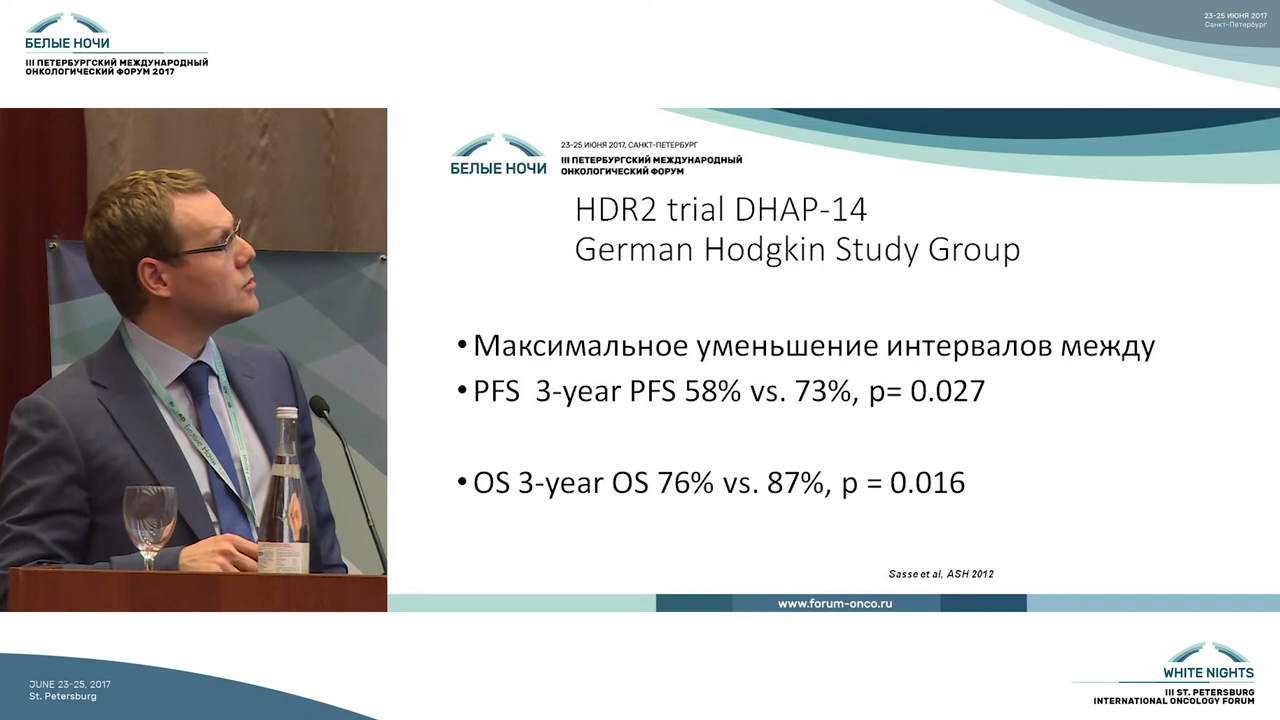 БЕЛЫЕ НОЧИ
III ПЕТЕРБУРГСКИЙ МЕЖДУНАРОДНЫЙ
ОНКОЛОГИЧЕСКИЙ ФОРУМ 2017
23-25 ИЮНЯ 2017
Санкт-Петербург
БЕЛЫЕ НОЧИ
23-25 ИЮНЯ 2017, САНКТ-ПЕТЕРБУРГ
III ПЕТЕРБУРГСКИЙ МЕЖДУНАРОДНЫЙ
ОНКОЛОГИЧЕСКИЙ ФОРУМ
HDR2 trial DHAP-14
German Hodgkin Study Group
•Максимальное уменьшение интервалов между
•PFS 3-year PFS 58% vs. 73%, p= 0.027
•OS 3-year OS 76% vs. 87%, p = 0.016
Sasse et al, ASH 2012
www.forum-onco.ru
Белые Ночи
JUNE 23-25, 2017
St. Petersburg
WHITE NIGHTS
III ST. PETERSBURG
INTERNATIONAL ONCOLOGY FORUM